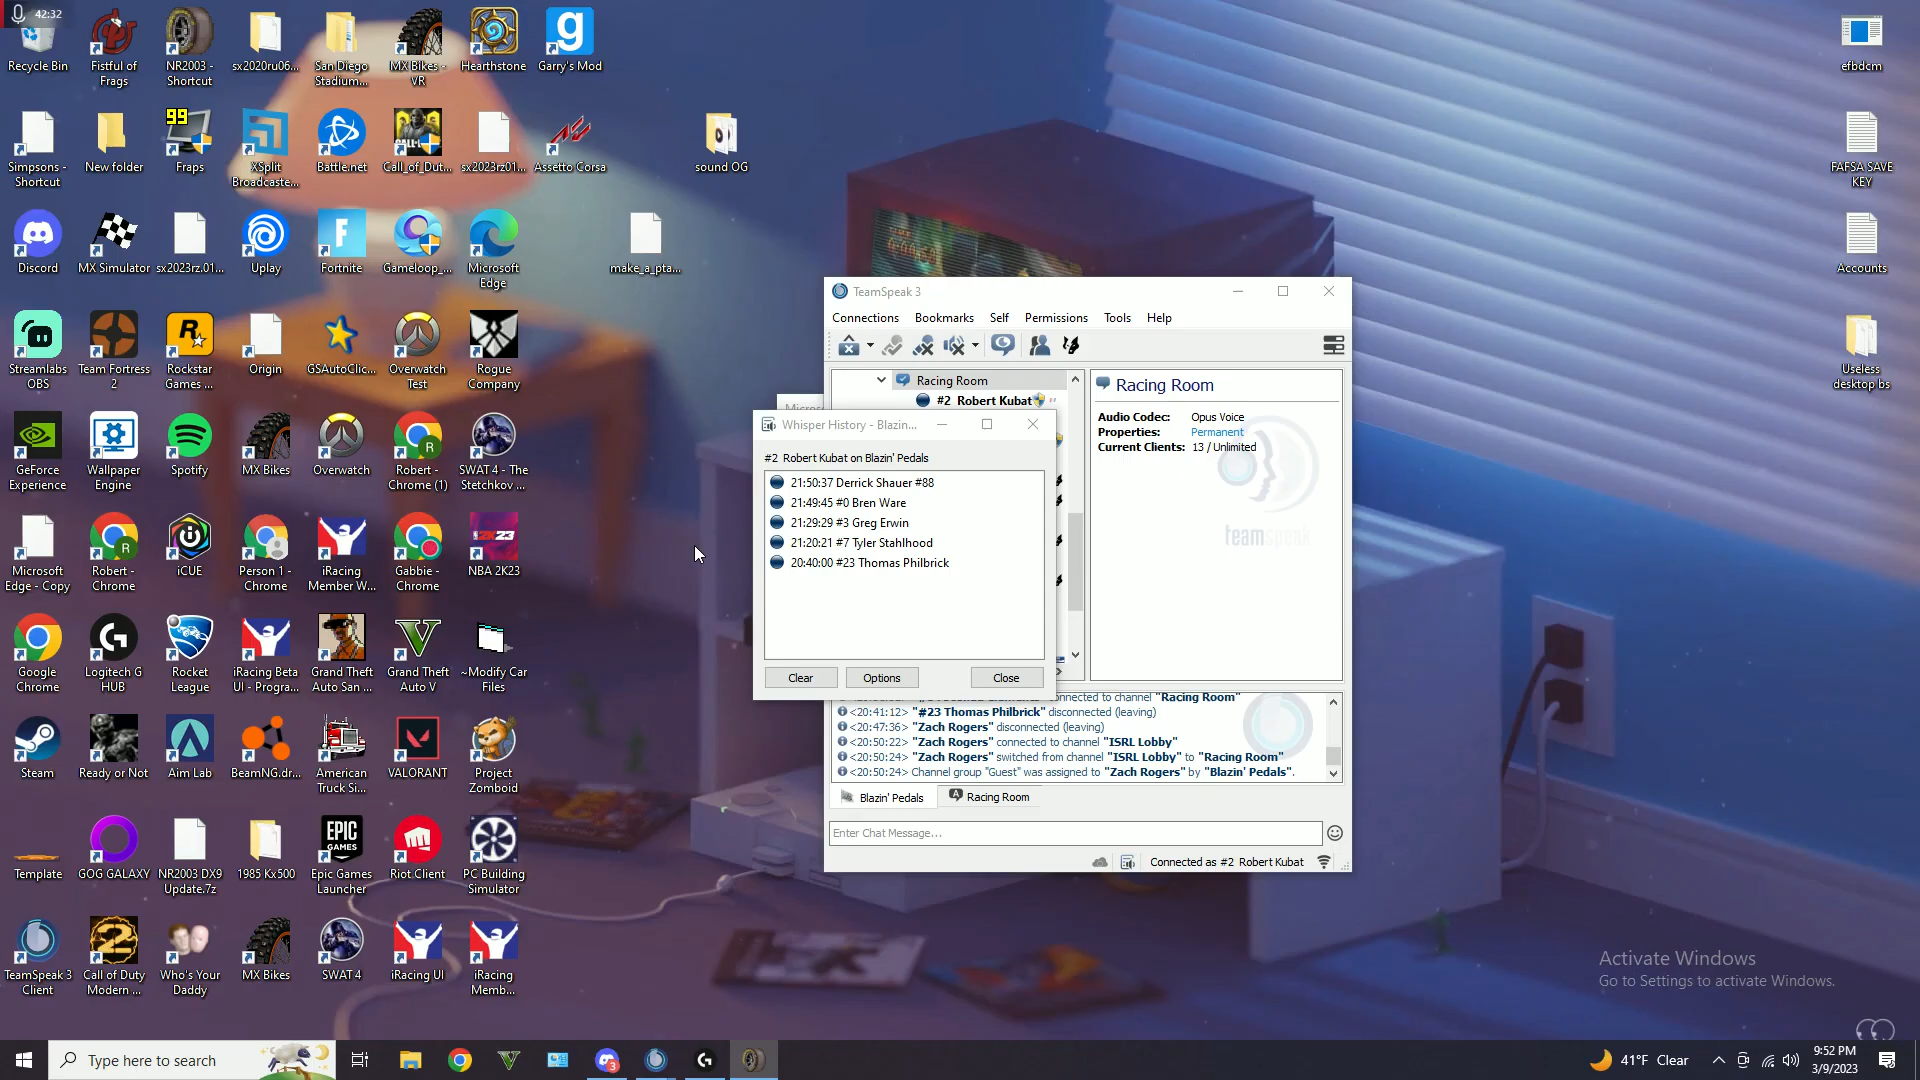 42:32
Recycle Bin
Fistful of
Frags
NR2003 -
Shortcut
sx2020ru06...
San Diego
Stadium...
MX Bikes -
VR
Hearthstone
Garry's Mod
efbdcm
Simpsons -
Shortcut
New folder
99
Fraps
XSplit
Broadcaste...
Battle.net
Call_of_Dut...
sx2023rz01...
Assetto Corsa
sound OG
FAFSA SAVE
KEY
Discord
MX Simulator
sx2023rz.01...
Uplay
Fortnite
Gameloop_...
Microsoft
Edge
make_a_pta...
Accounts
Streamlabs
OBS
Team Fortress
2
Rockstar
Games ...
Origin
GSAutoClic...
Overwatch
Test
Rogue
Company
Useless
desktop bs
GeForce
Experience
Wallpaper
Engine
Spotify
MX Bikes
Overwatch
Robert -
Chrome (1)
SWAT 4 - The
Stetchkov ...
Microsoft
Edge - Copy
Robert -
Chrome
iCUE
Person 1 -
Chrome
iRacing
Member W...
Gabbie -
Chrome
NBA 2K23
Google
Chrome
Logitech G
HUB
Rocket
League
iRacing Beta
UI - Progra...
Grand Theft
Auto San ...
Grand Theft
Auto V
~Modify Car
Files
Steam
Ready or Not
Aim Lab
BeamNG.dr...
American
Truck Si...
VALORANT
Project
Zomboid
Template
GOG GALAXY
NR2003 DX9
Update.7z
1985 Kx500
EPIC
GAMES
Epic Games
Launcher
Riot.Client
PC Building
Simulator
TeamSpeak 3
Client
Call of Duty
Modern ...
Who's Your
Daddy
MX Bikes
SWAT 4
iRacing UI
iRacing
Memb...
TeamSpeak 3
Connections Bookmarks Self Permissions Tools Help
Racing Room
#2 Robert Kubat
Racing Room
Audio Codec: Opus Voice
Properties: Permanent
Current Clients: 13 / Unlimited
teamspeak
Whisper History - Blazin...
#2 Robert Kubat on Blazin' Pedals
21:50:37 Derrick Shauer #88
21:49:45 #0 Bren Ware
21:29:29 #3 Greg Erwin
21:20:21 #7 Tyler Stahlhood
20:40:00 #23 Thomas Philbrick
Clear Options Close
connected to channel "Racing Room"
<20:41:12> "#23 Thomas Philbrick" disconnected (leaving)
<20:47:36> "Zach Rogers" disconnected (leaving)
<20:50:22> "Zach Rogers" connected to channel "ISRL Lobby"
<20:50:24> "Zach Rogers" switched from channel "ISRL Lobby" to "Racing Room"
<20:50:24> Channel group "Guest" was assigned to "Zach Rogers" by "Blazin' Pedals".
Blazin' Pedals Racing Room
Enter Chat Message...
Connected as #2 Robert Kubat
Activate Windows
Go to Settings to activate Windows.
Type here to search
3
41°F Clear
9:52 PM
3/9/2023